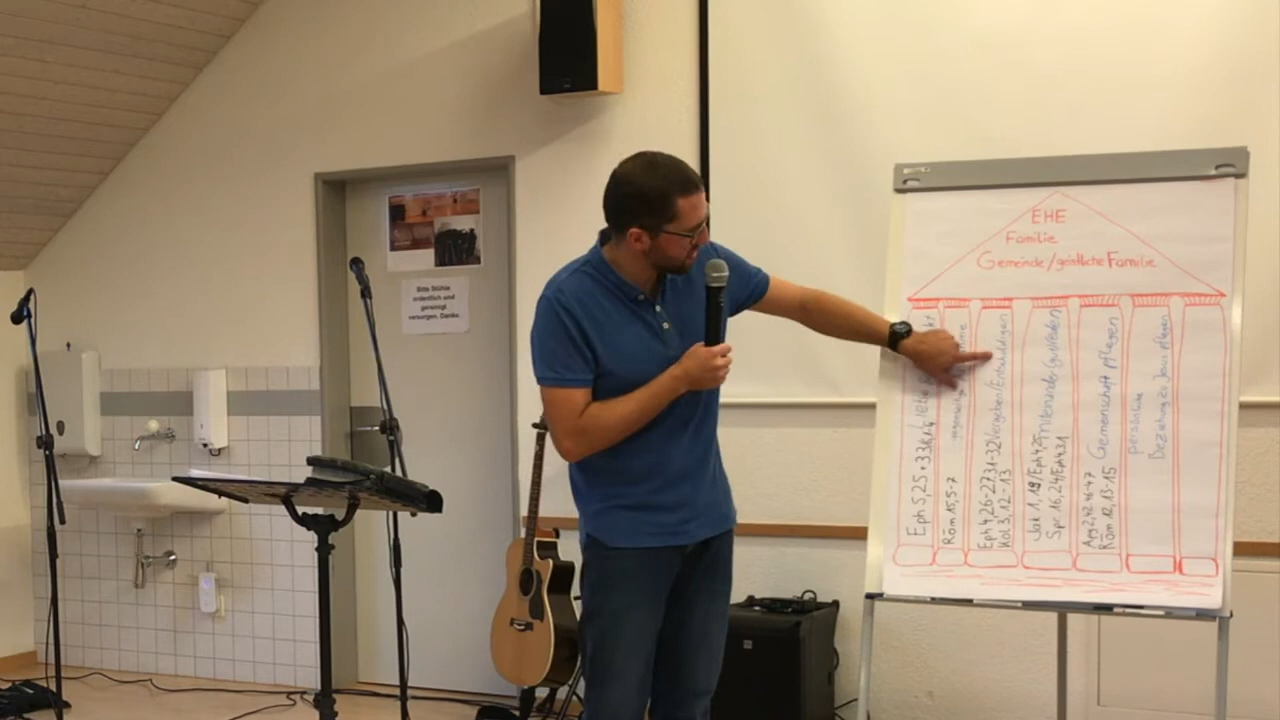 Bitte Stühle
ordentlich und
gereinigt
versorgen. Danke.
EHE
Familie
Gemeinde/geistliche Familie
Eph 5,25 + 33
Röm 15,5-7
gegenseitige
Eph 4,26-27.31-32 Vergeben/Entschuldigen
Kol 3,12-13
Jak 1,19/Eph 4,25 miteinander (gut) Reden
Spr 16,24/Eph 4,31
Apg 2,42.46-47 Gemeinschaft pflegen
Röm 12,13-15
persönliche
Beziehung zu Jesus pflegen